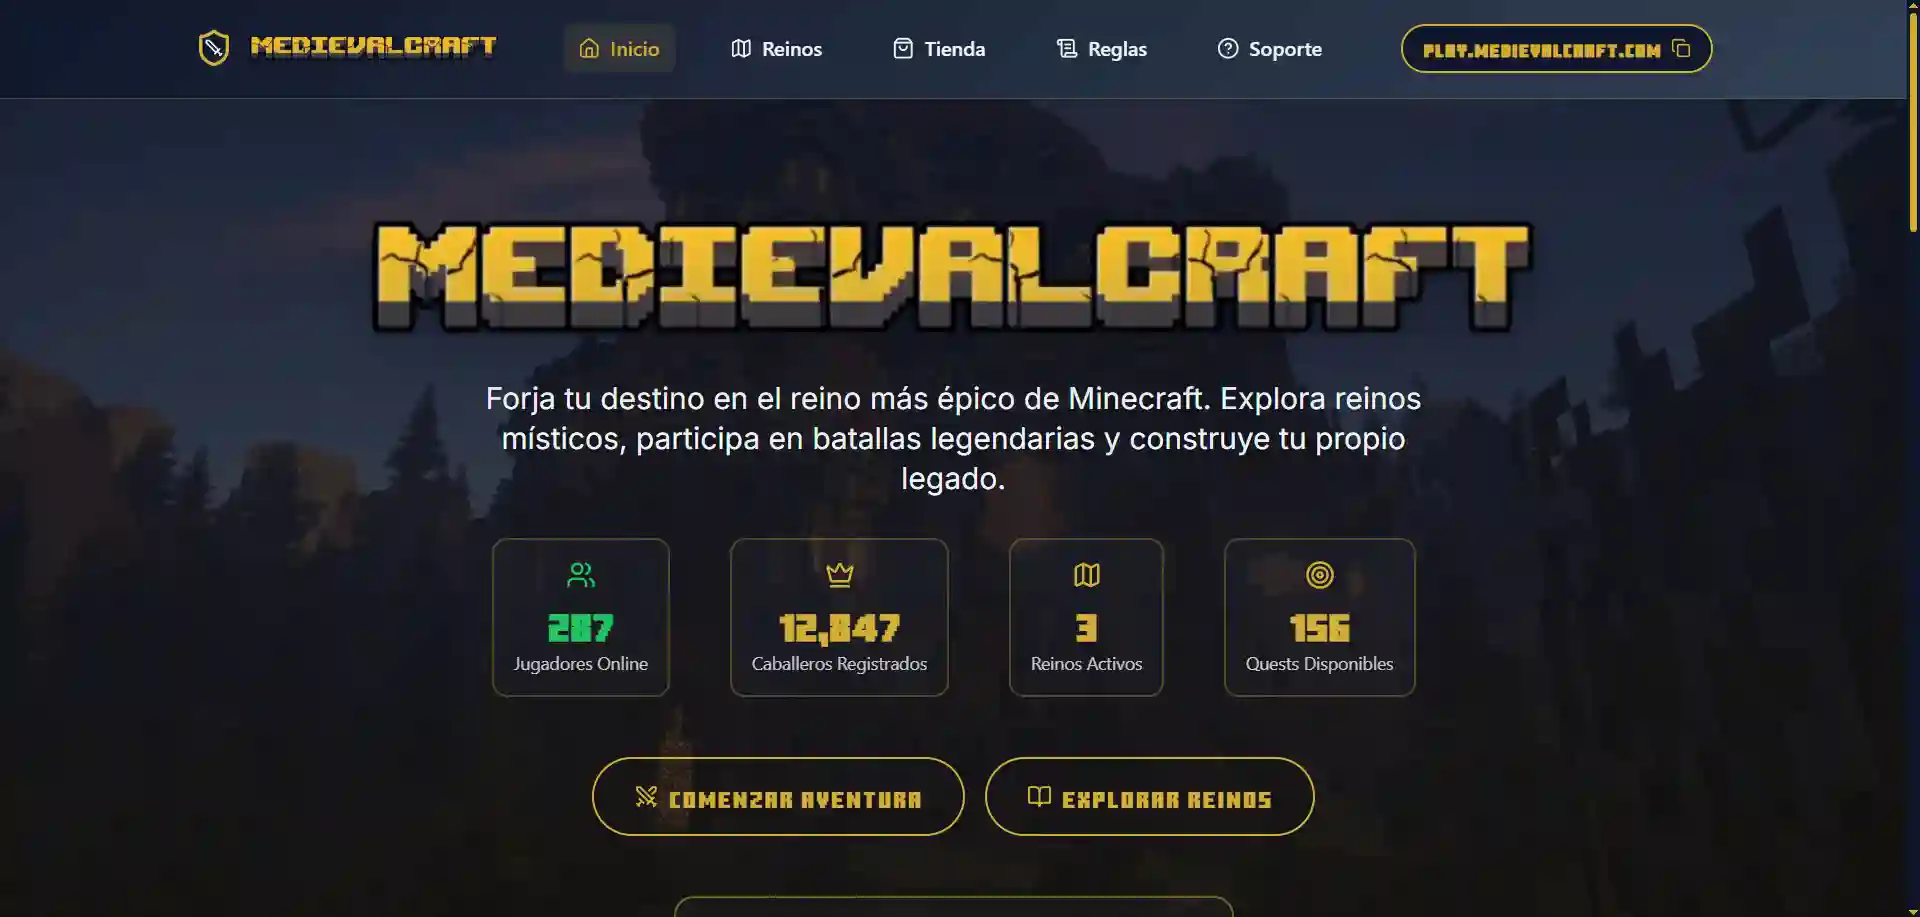 MEDIEVALCRAFT
Inicio
Reinos
Tienda
Reglas
Soporte
PLAY.MEDIEVALCRAFT.COM
MEDIEVALCRAFT
Forja tu destino en el reino más épico de Minecraft. Explora reinos
místicos, participa en batallas legendarias y construye tu propio
legado.
287
Jugadores Online
12,847
Caballeros Registrados
3
Reinos Activos
156
Quests Disponibles
COMENZAR AVENTURA
EXPLORAR REINOS